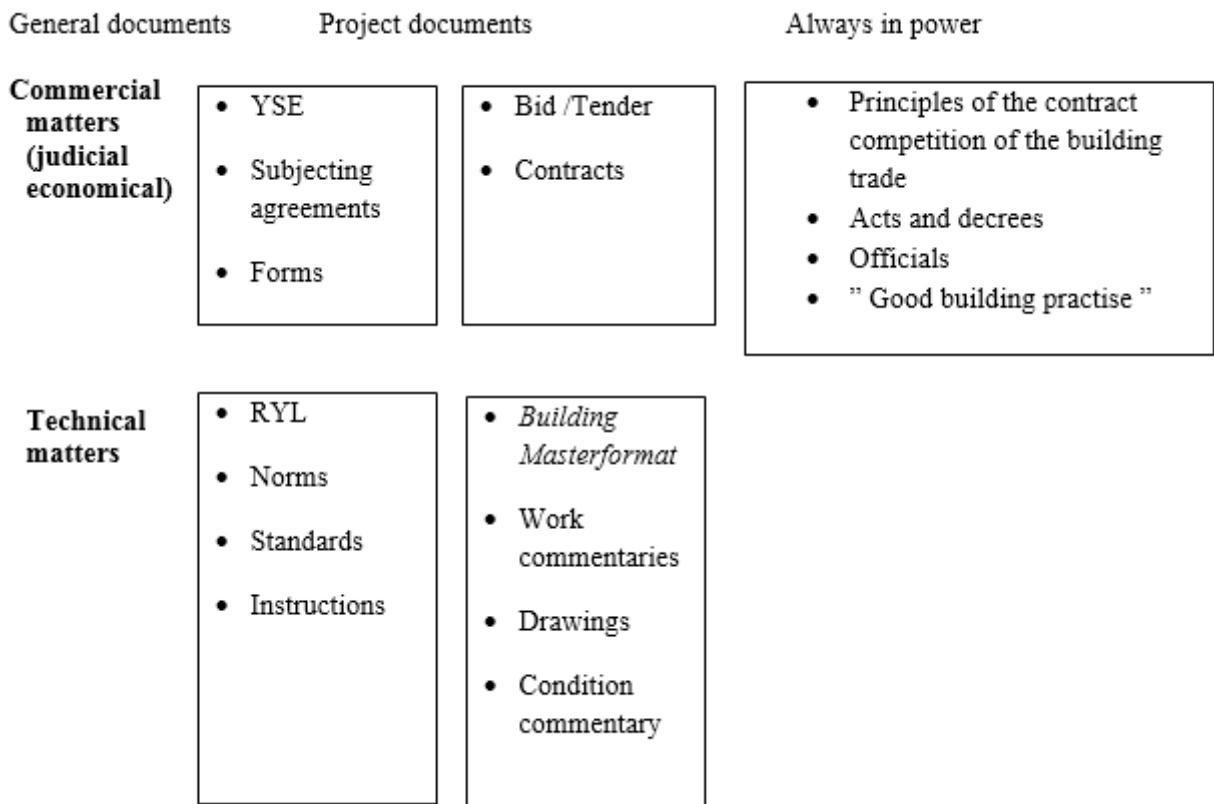 General documents Project documents Always in power
Commercial
matters
(judicial
economical)
• YSE
• Subjecting
agreements
• Forms
• Bid /Tender
• Contracts
• Principles of the contract
competition of the building
trade
• Acts and decrees
• Officials
• ” Good building practise ”
Technical
matters
• RYL
• Norms
• Standards
• Instructions
• Building
Masterformat
• Work
commentaries
• Drawings
• Condition
commentary